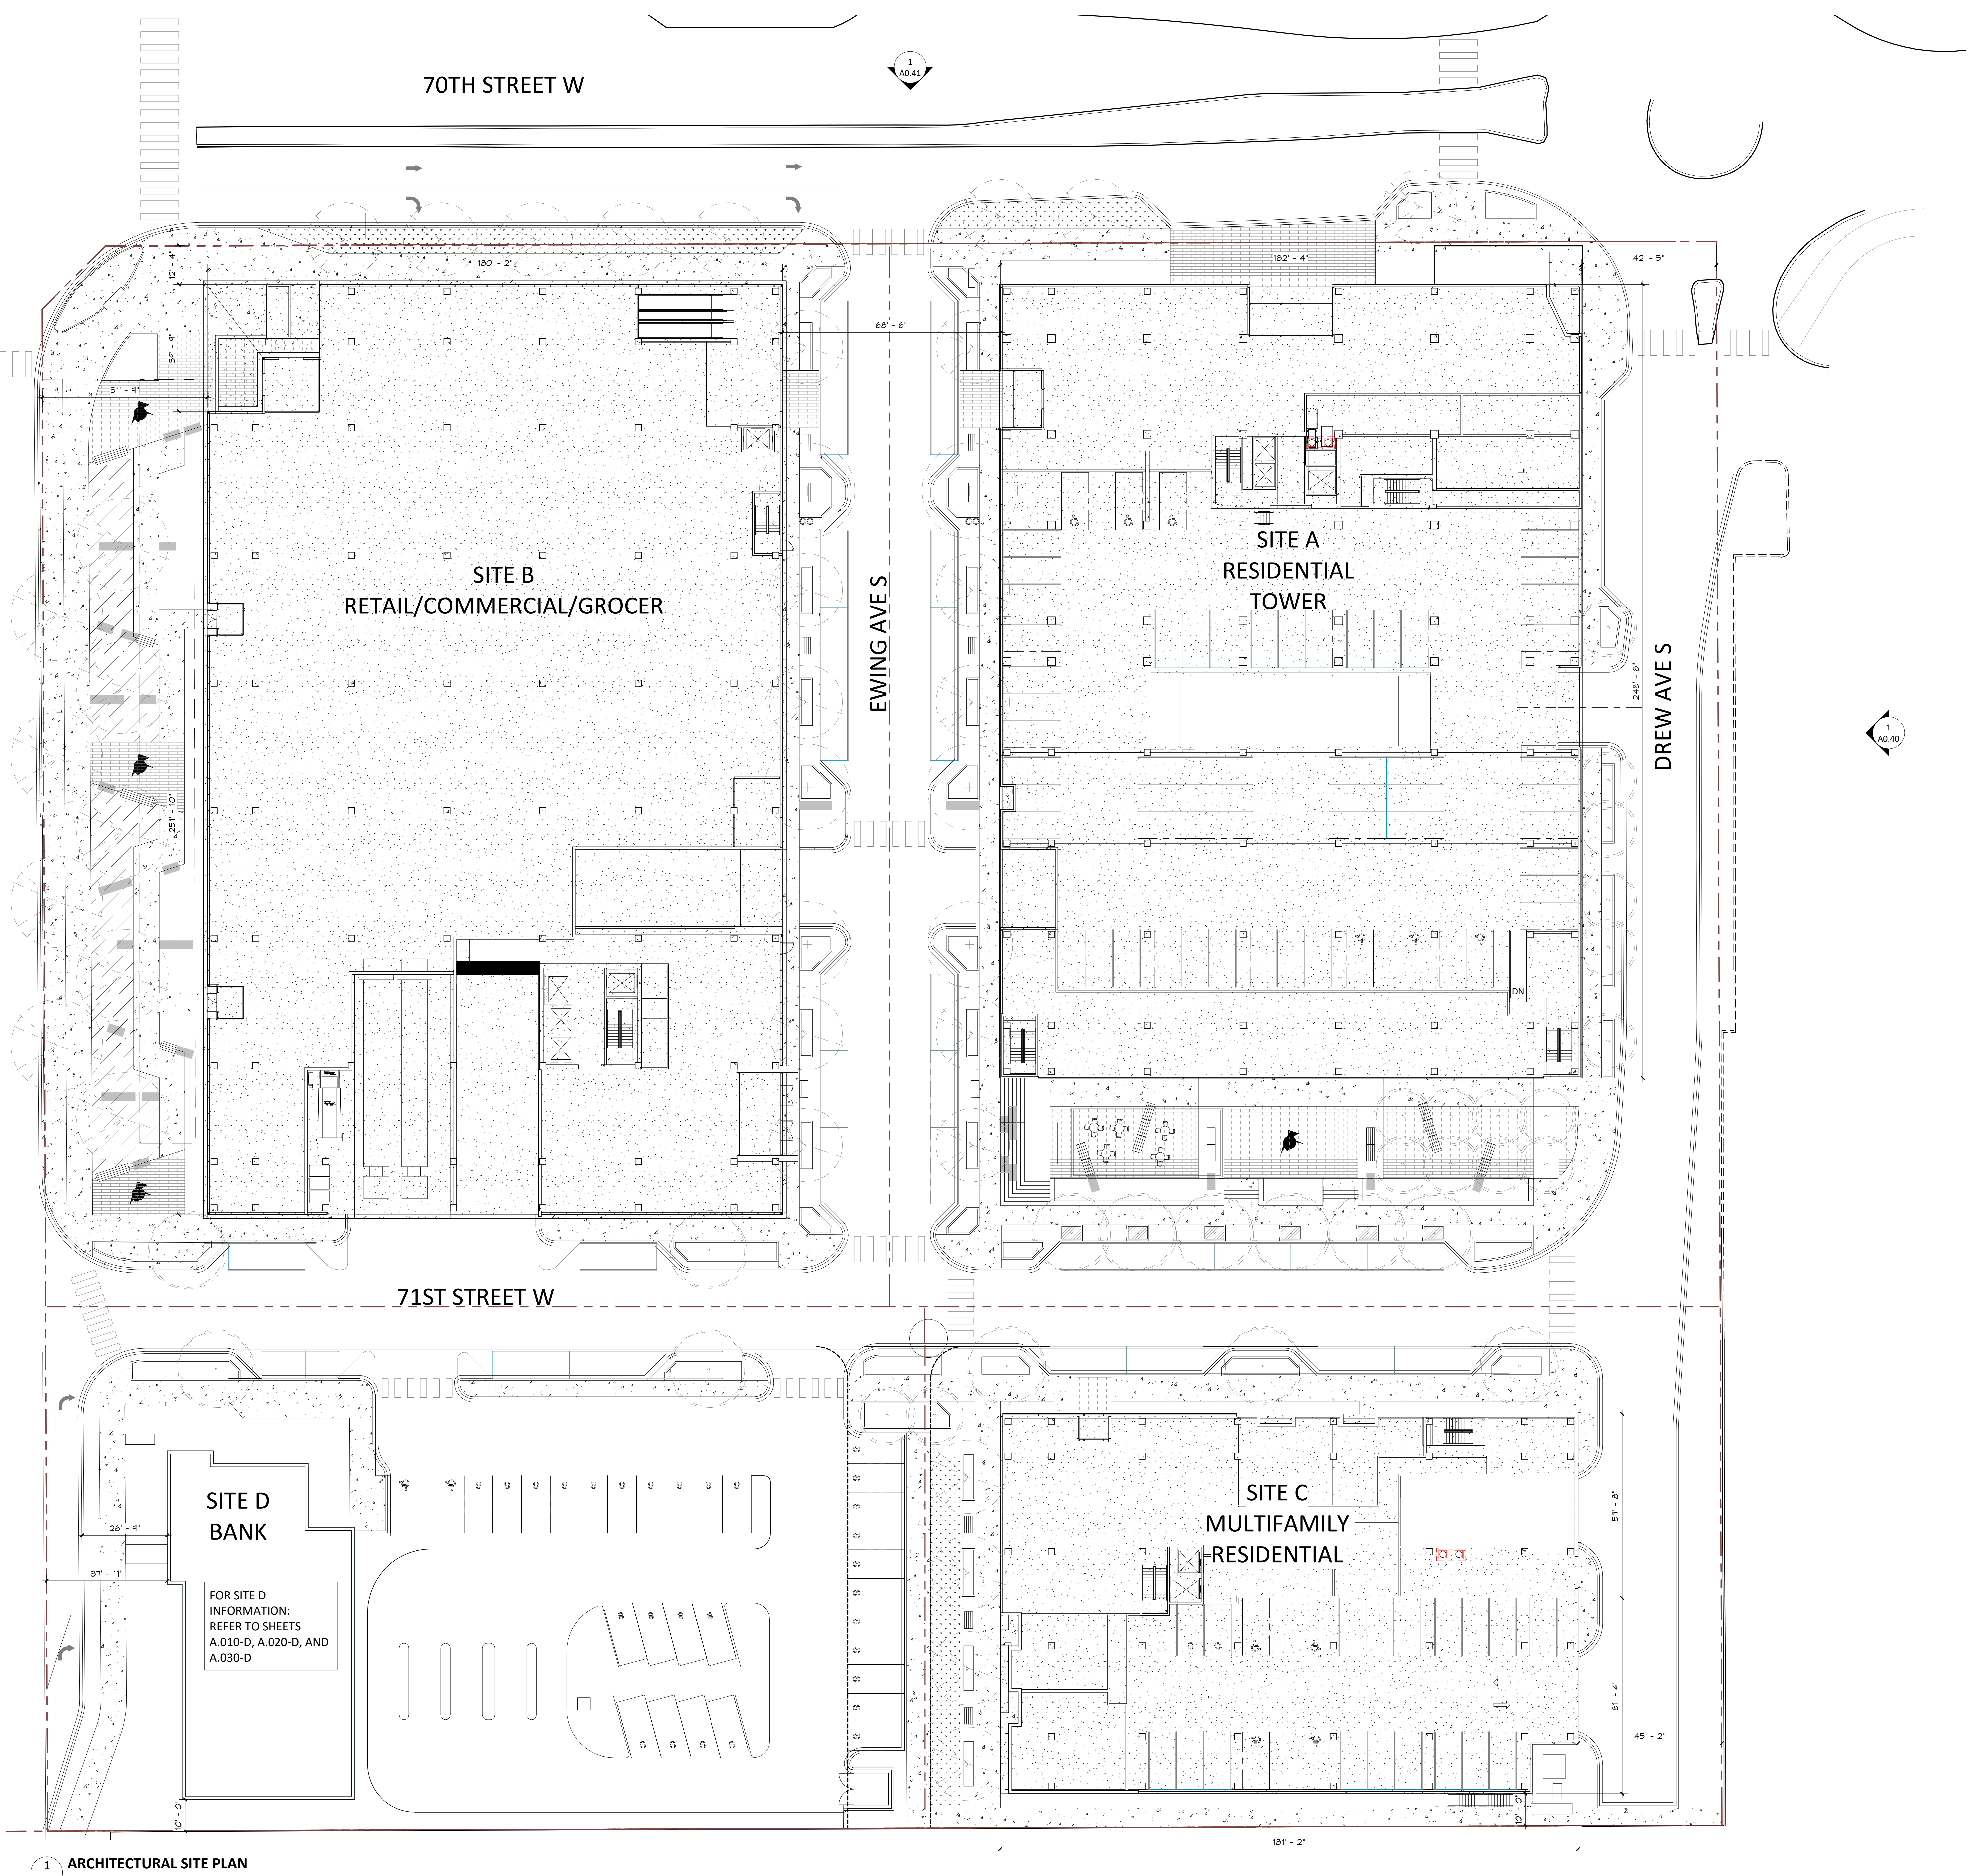 1
A0.41
70TH STREET W
180' - 2"
182' - 4"
42' - 5"
12' - 4"
68' - 6"
39' - 9"
51' - 9"
SITE A
RESIDENTIAL
TOWER
SITE B
RETAIL/COMMERCIAL/GROCER
EWING AVE S
248' - 8"
DREW AVE S
1
A0.40
251' - 10"
DN
71ST STREET W
S S S S S S S S S S
SITE D
BANK
SITE C
MULTIFAMILY
RESIDENTIAL
57' - 8"
26' - 9"
37' - 11"
FOR SITE D
INFORMATION:
REFER TO SHEETS
A.010-D, A.020-D, AND
A.030-D
S S S S
S S S S
S
S
S
S
S
S
S
S
S
S
S
C C
61' - 4"
45' - 2"
10' - 0"
10' - 0"
181' - 2"
1
ARCHITECTURAL SITE PLAN